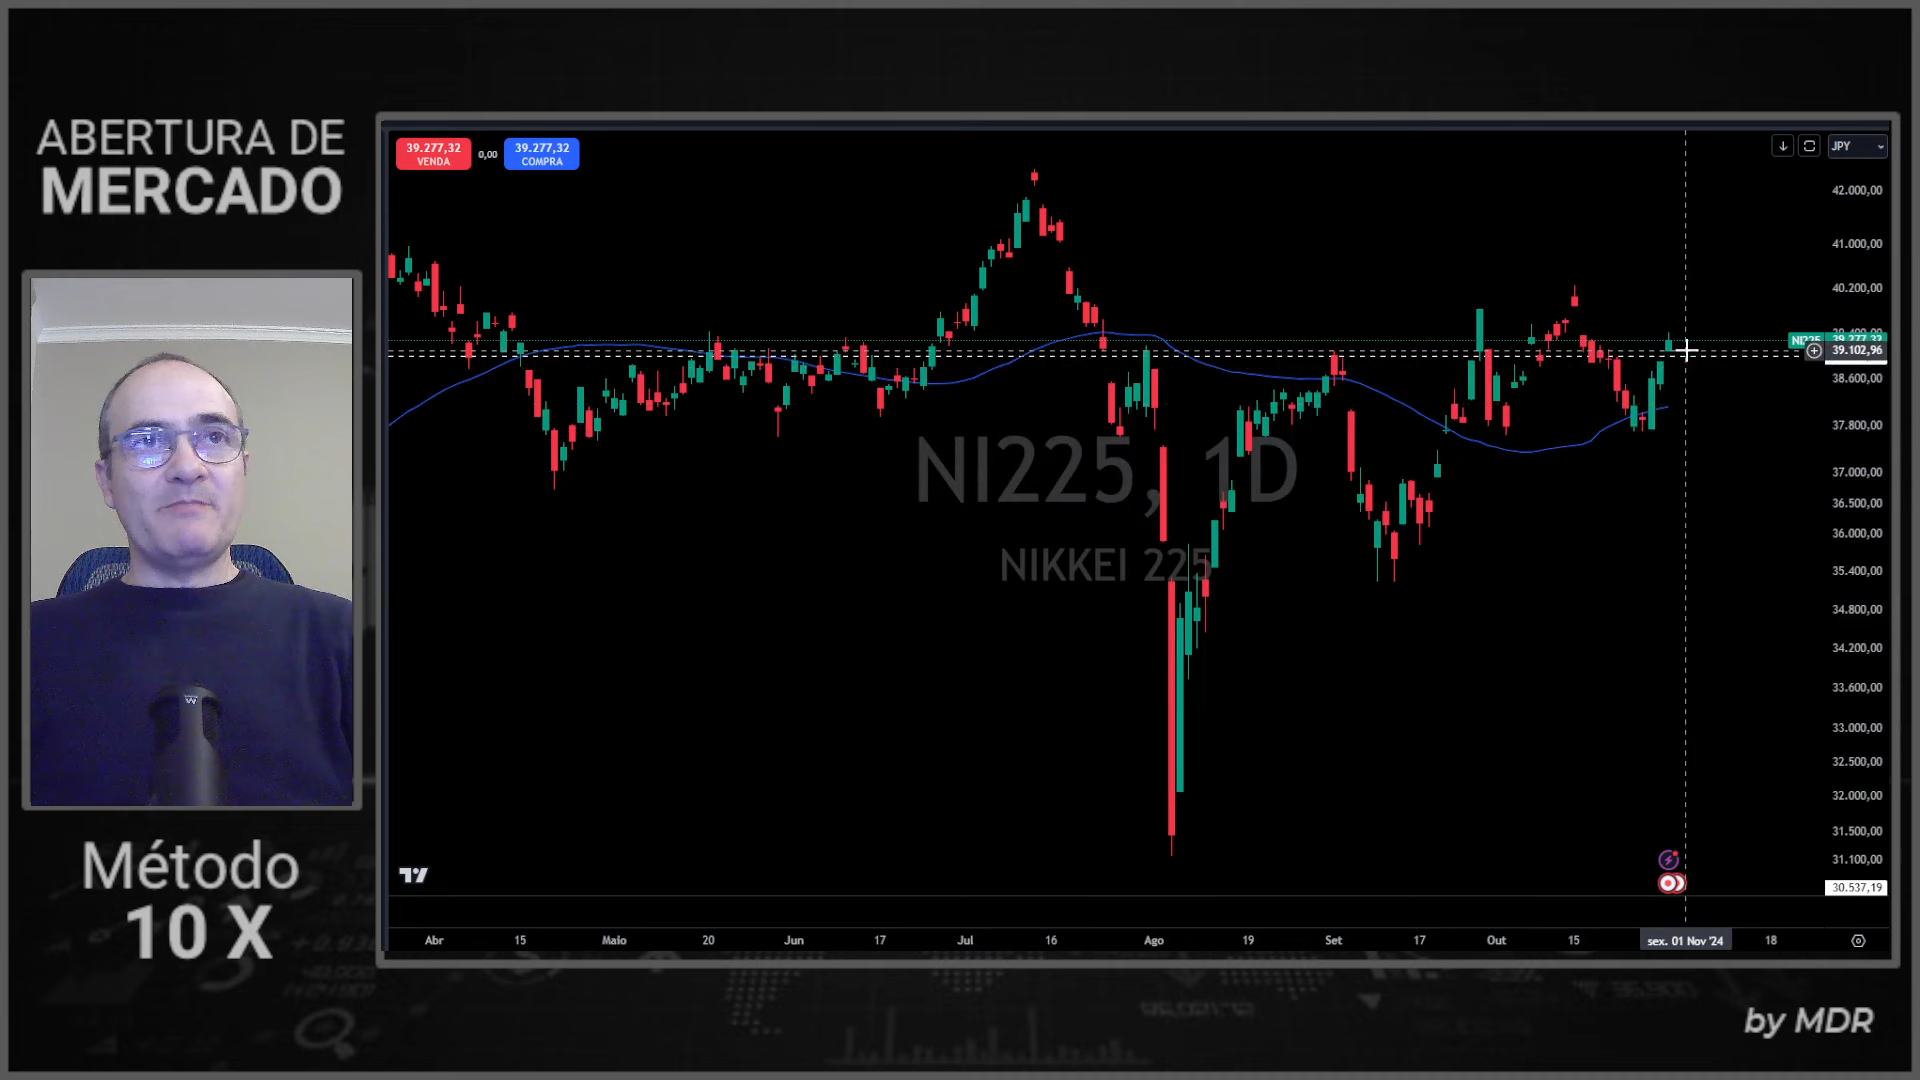 ABERTURA DE
MERCADO
39.277,32
VENDA
0,00
39.277,32
COMPRA
JPY
42.000,00
41.000,00
40.200,00
NI225
39.277,32
39.102,96
38.600,00
37.800,00
37.000,00
36.500,00
36.000,00
35.400,00
34.800,00
34.200,00
33.600,00
33.000,00
32.500,00
32.000,00
31.500,00
31.100,00
30.537,19
NI225, 1D
NIKKEI 225
Abr
15
Maio
20
Jun
17
Jul
16
Ago
19
Set
17
Out
15
sex. 01 Nov '24
18
Método
10 X
by MDR